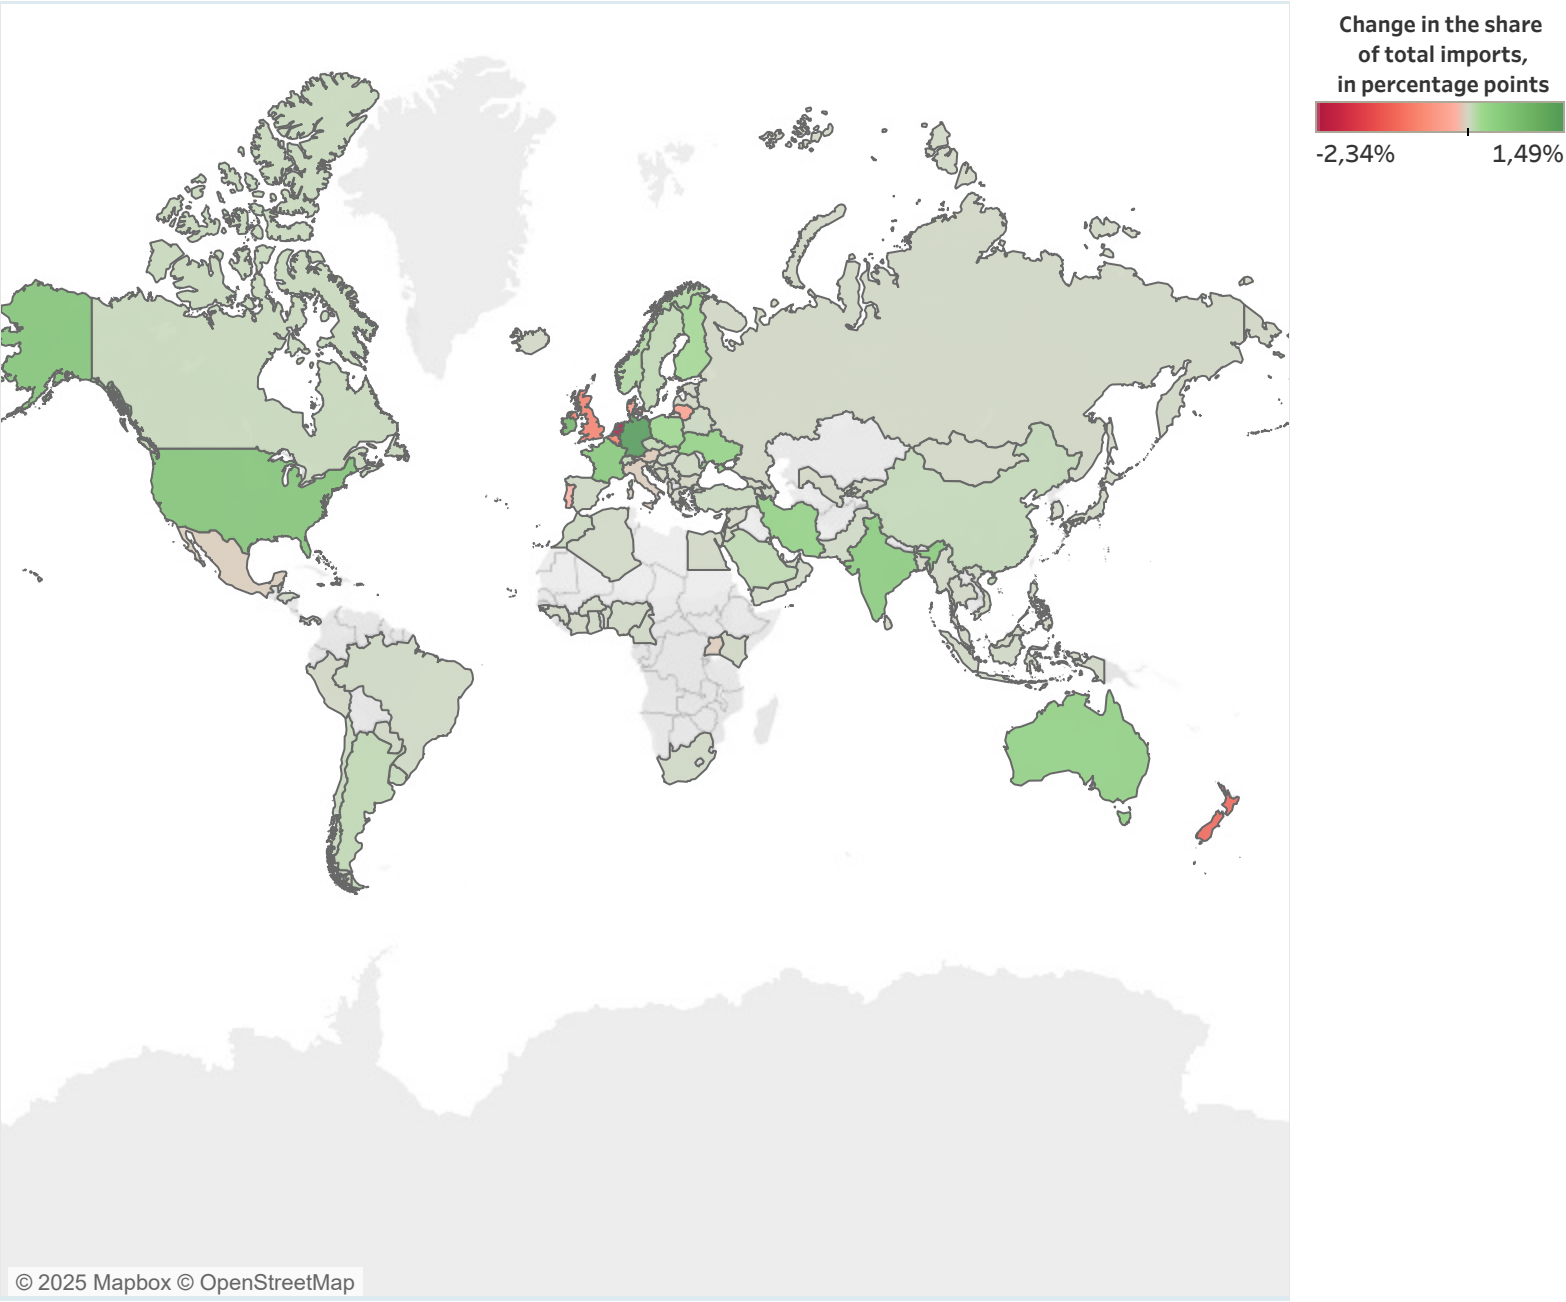 Change in the share
of total imports,
in percentage points
-2,34%
1,49%
© 2025 Mapbox © OpenStreetMap